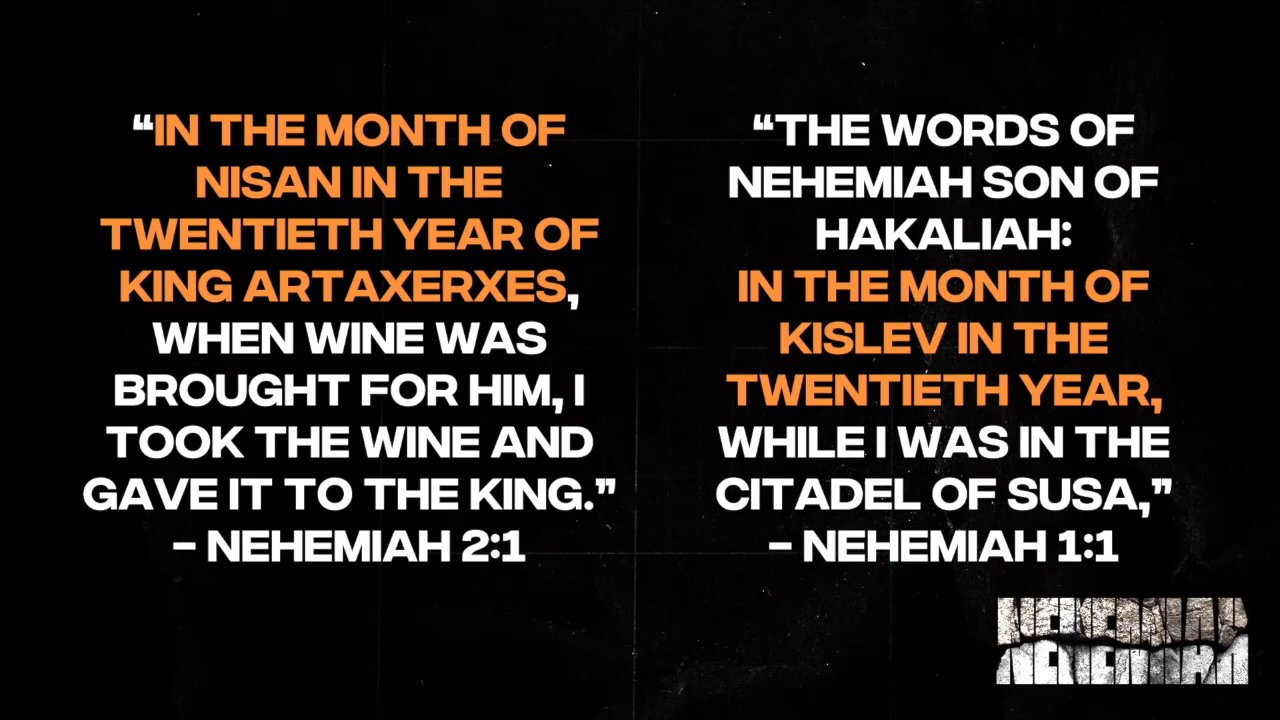 “IN THE MONTH OF
NISAN IN THE
TWENTIETH YEAR OF
KING ARTAXERXES,
WHEN WINE WAS
BROUGHT FOR HIM, I
TOOK THE WINE AND
GAVE IT TO THE KING.”
– NEHEMIAH 2:1
“THE WORDS OF
NEHEMIAH SON OF
HAKALIAH:
IN THE MONTH OF
KISLEV IN THE
TWENTIETH YEAR,
WHILE I WAS IN THE
CITADEL OF SUSA,”
– NEHEMIAH 1:1
NEHEMIAH
NEHEMIAH